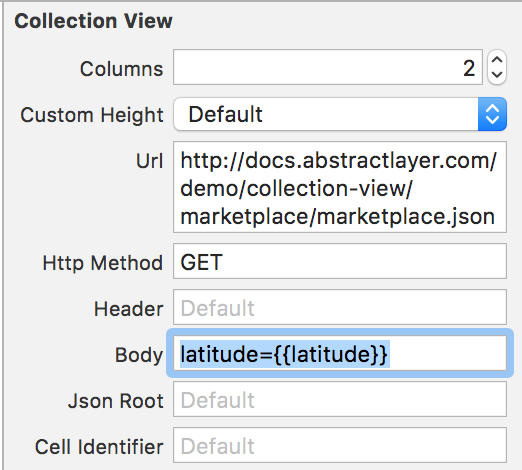 Collection View
Columns 2
Custom Height Default
Url http://docs.abstractlayer.com/
demo/collection-view/
marketplace/marketplace.json
Http Method GET
Header Default
Body latitude={{latitude}}
Json Root Default
Cell Identifier Default